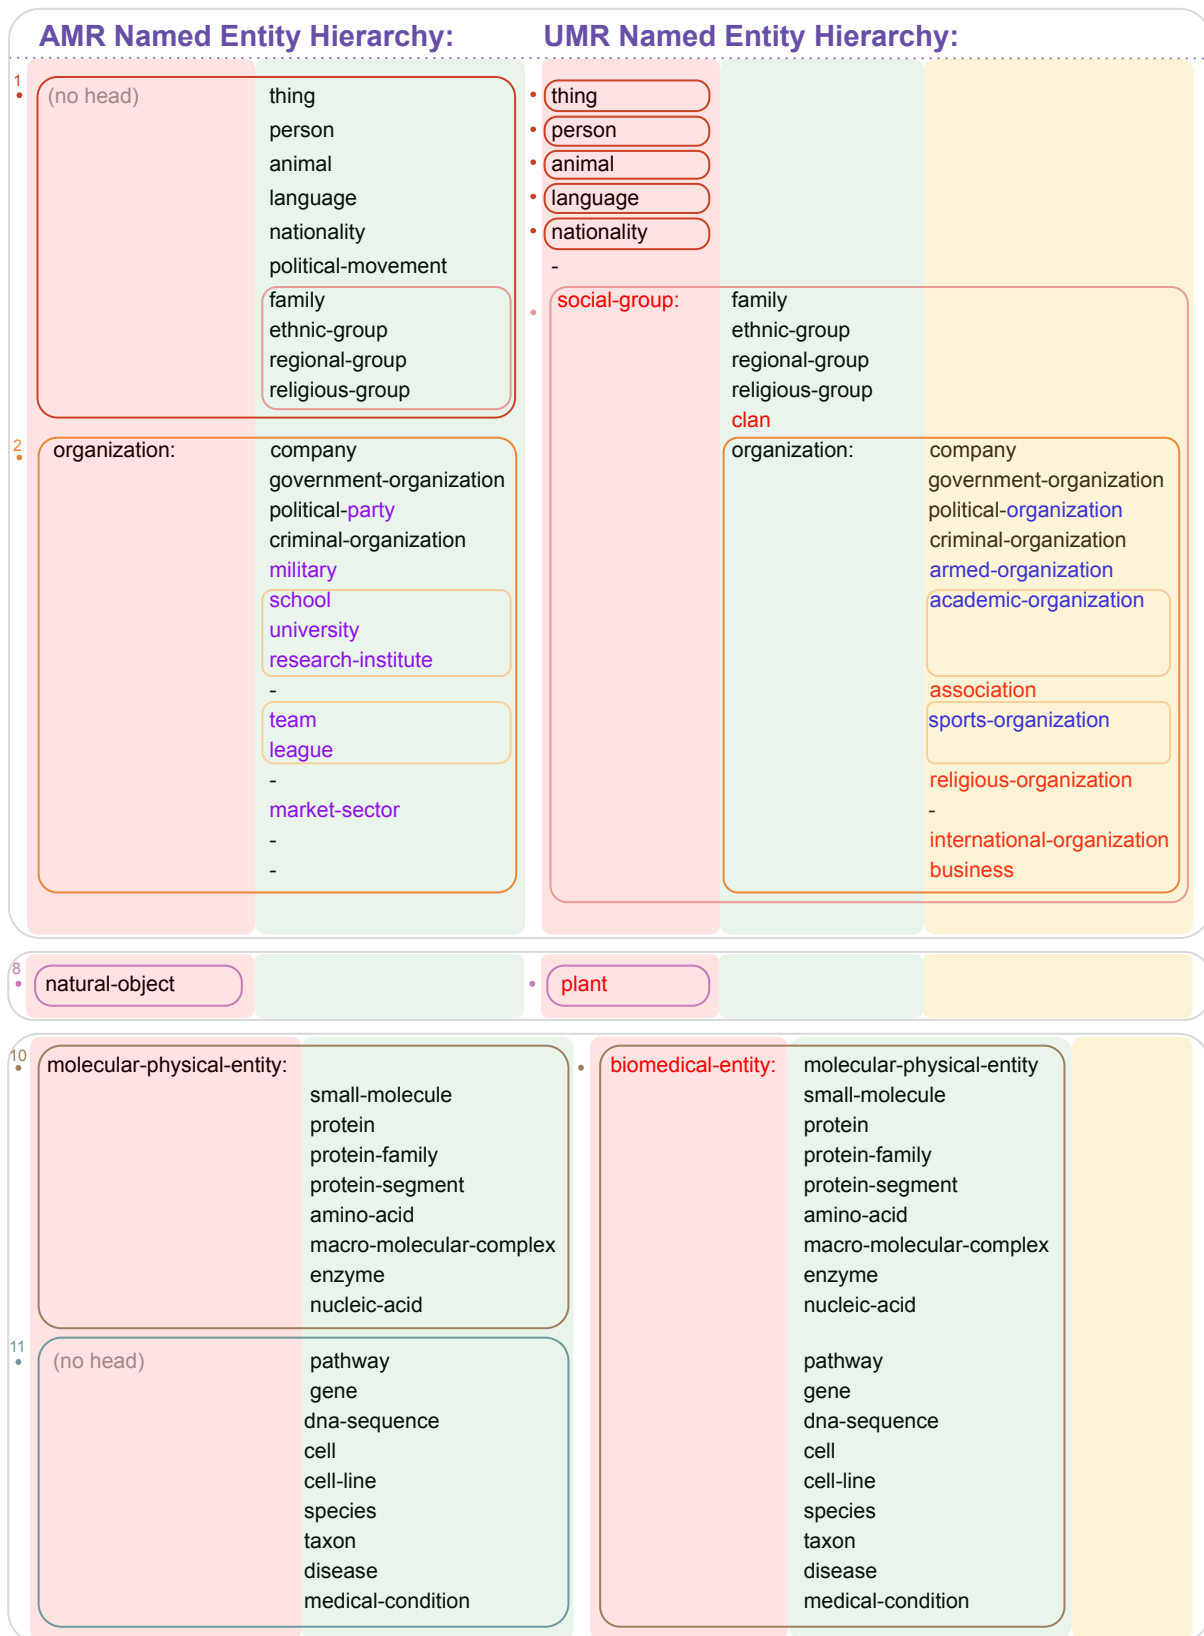 AMR Named Entity Hierarchy: UMR Named Entity Hierarchy:
1 (no head) thing thing
person person
animal animal
language language
nationality nationality
political-movement -
family social-group: family
ethnic-group ethnic-group
regional-group regional-group
religious-group religious-group
clan
2 organization: company organization: company
government-organization government-organization
political-party political-organization
criminal-organization criminal-organization
military armed-organization
school academic-organization
university
research-institute
- association
team sports-organization
league
- religious-organization
market-sector -
- international-organization
- business
8 natural-object plant
10 molecular-physical-entity: biomedical-entity: molecular-physical-entity
small-molecule small-molecule
protein protein
protein-family protein-family
protein-segment protein-segment
amino-acid amino-acid
macro-molecular-complex macro-molecular-complex
enzyme enzyme
nucleic-acid nucleic-acid
11 (no head) pathway pathway
gene gene
dna-sequence dna-sequence
cell cell
cell-line cell-line
species species
taxon taxon
disease disease
medical-condition medical-condition